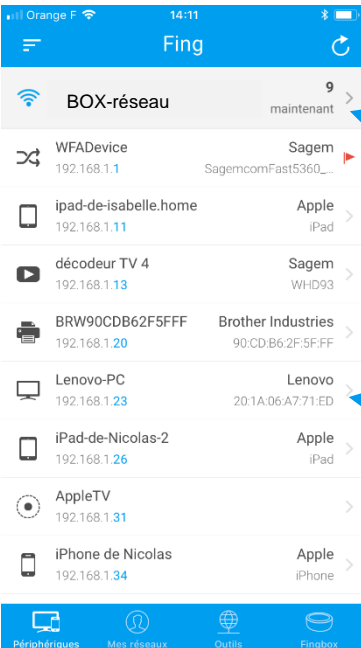 Orange F 14:11
Fing
BOX-réseau 9
maintenant
WFADevice Sagem
192.168.1.1 SagemcomFast5360_...
ipad-de-isabelle.home Apple
192.168.1.11 iPad
décodeur TV 4 Sagem
192.168.1.13 WHD93
BRW90CDB62F5FFF Brother Industries
192.168.1.20 90:CD:B6:2F:5F:FF
Lenovo-PC Lenovo
192.168.1.23 20:1A:06:A7:71:ED
iPad-de-Nicolas-2 Apple
192.168.1.26 iPad
AppleTV
192.168.1.31
iPhone de Nicolas Apple
192.168.1.34 iPhone
Périphériques Mes réseaux Outils Fingbox